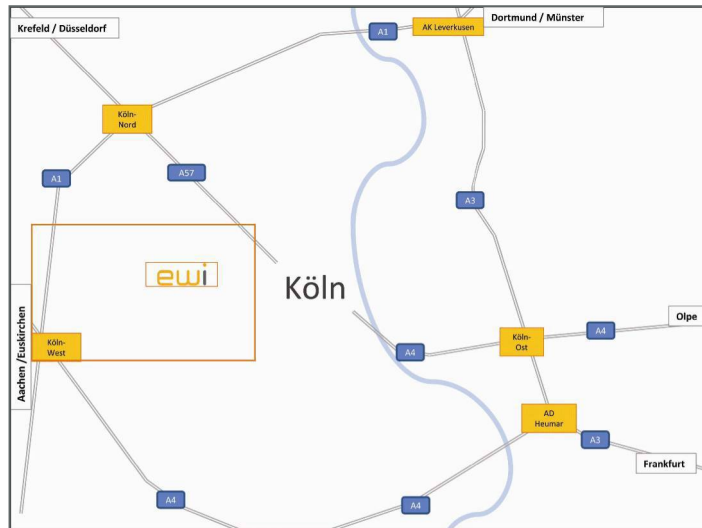 Krefeld / Düsseldorf
Dortmund / Münster
A1
AK Leverkusen
Köln-
Nord
A1
A57
A3
ewi
Köln
Aachen /Euskirchen
Köln-
West
A4
Köln-
Ost
A4
Olpe
AD
Heumar
A3
Frankfurt
A4
A4